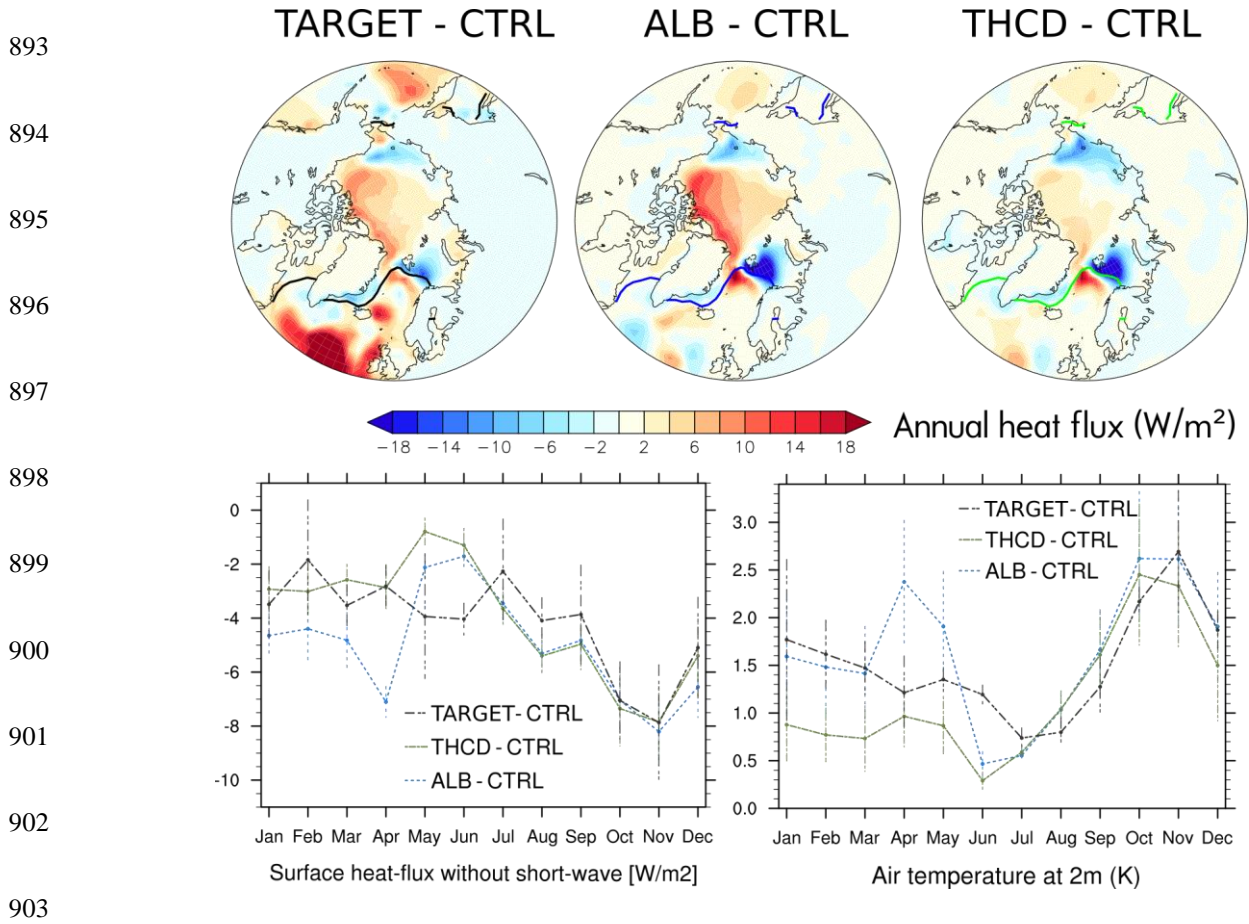 TARGET - CTRL ALB - CTRL THCD - CTRL
893
894
895
896
897
-18 -14 -10 -6 -2 2 6 10 14 18 Annual heat flux (W/m²)
898
0
-2
-4
-6
-8
-10
TARGET - CTRL
THCD - CTRL
ALB - CTRL
Jan Feb Mar Apr May Jun Jul Aug Sep Oct Nov Dec
Surface heat-flux without short-wave [W/m2]
3.0
2.5
2.0
1.5
1.0
0.5
0.0
TARGET - CTRL
THCD - CTRL
ALB - CTRL
Jan Feb Mar Apr May Jun Jul Aug Sep Oct Nov Dec
Air temperature at 2m (K)
899
900
901
902
903